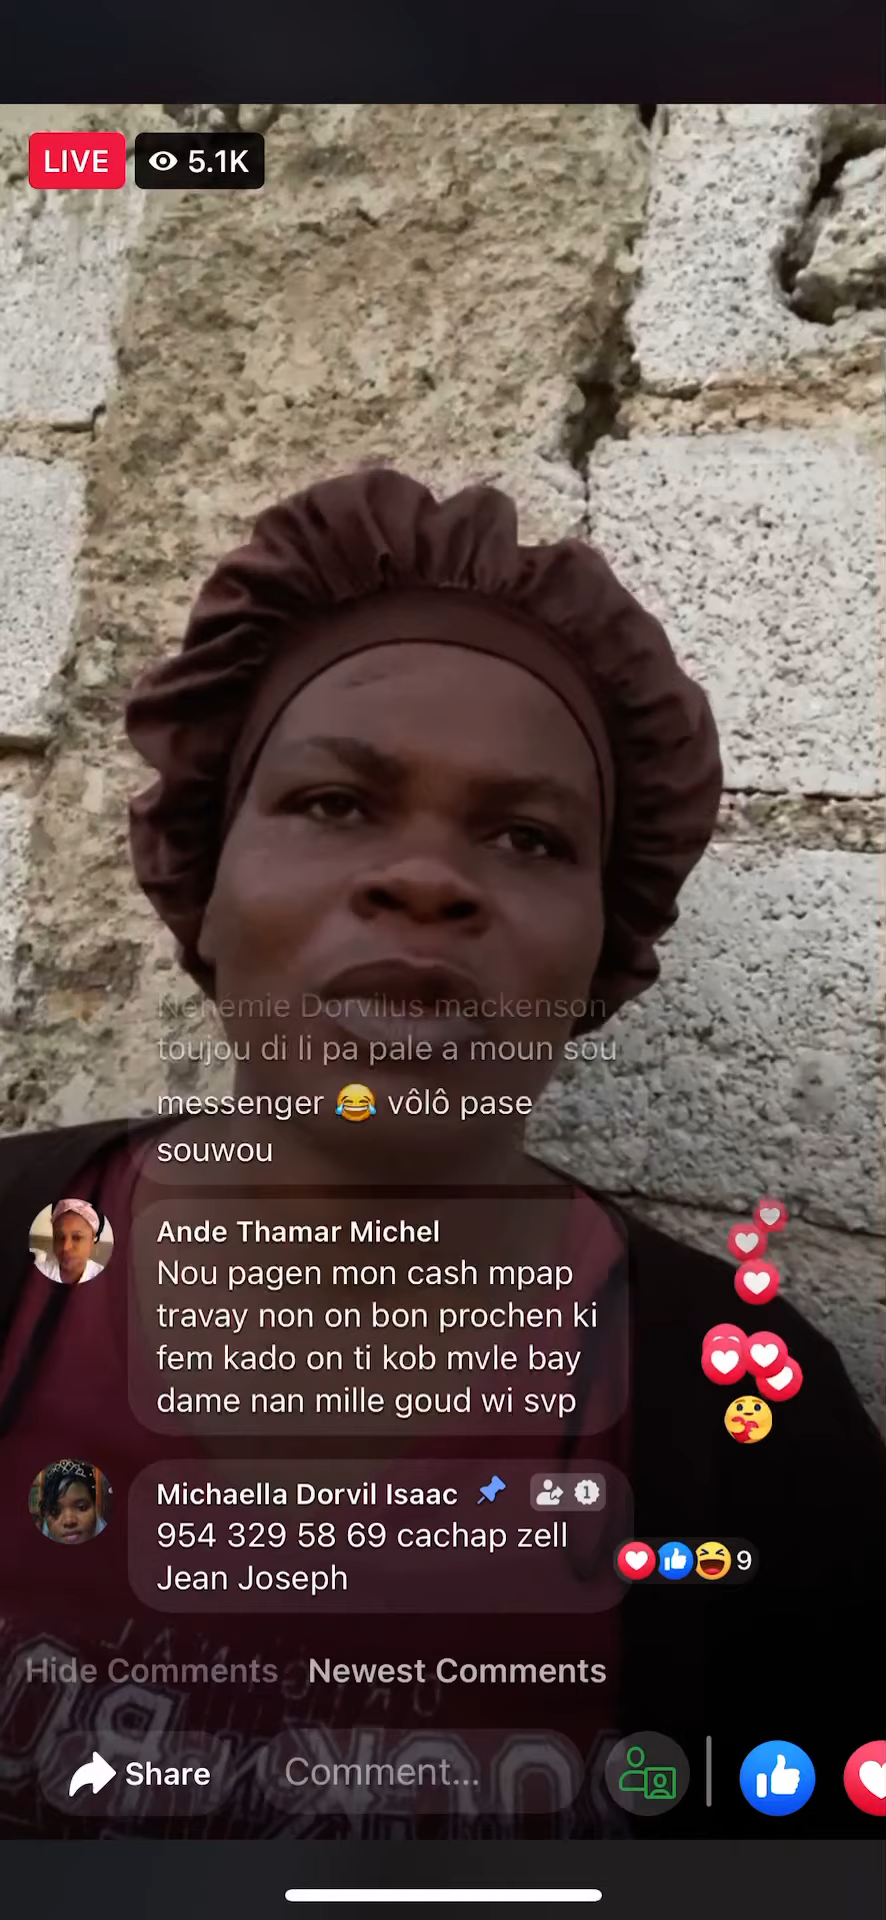 LIVE 5.1K
Nehémie Dorvilus mackenson
toujou di li pa pale a moun sou
messenger 😂 vôlô pase
souwou
Ande Thamar Michel
Nou pagen mon cash mpap
travay non on bon prochen ki
fem kado on ti kob mvle bay
dame nan mille goud wi svp
Michaella Dorvil Isaac 1
954 329 58 69 cachap zell
Jean Joseph
9
Hide Comments Newest Comments
Share Comment...